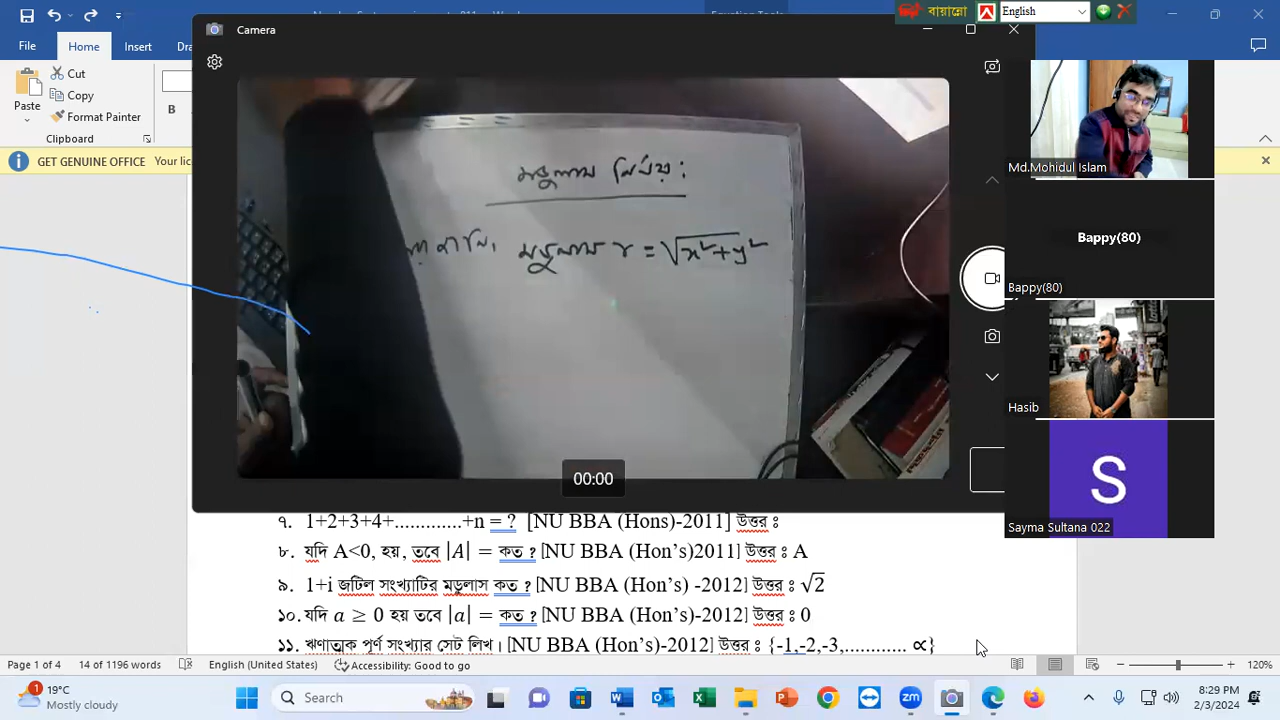 বায়ান্নো English
File Home Insert
Equation Tools
Camera
Cut
Copy
Format Painter
Paste
B
Clipboard
GET GENUINE OFFICE Your lic
মডুলাস নির্ণয় :
মডুলাস r = √x²+y²
00:00
Md.Mohidul Islam
Bappy(80)
Bappy(80)
Hasib
S
Sayma Sultana 022
৭. 1+2+3+4+.............+n = ? [NU BBA (Hons)-2011] উত্তর ঃ
৮. যদি A<0, হয়, তবে |A| = কত ? [NU BBA (Hon’s)2011] উত্তর ঃ A
৯. 1+i জটিল সংখ্যাটির মডুলাস কত ? [NU BBA (Hon’s) -2012] উত্তর ঃ √2
১০. যদি a ≥ 0 হয় তবে |a| = কত ? [NU BBA (Hon’s)-2012] উত্তর ঃ 0
১১. ঋণাত্মক পূর্ণ সংখ্যার সেট লিখ। [NU BBA (Hon’s)-2012] উত্তর ঃ {-1,-2,-3,............ ∝}
Page 1 of 4 14 of 1196 words English (United States) Accessibility: Good to go 120%
1 19°C
Mostly cloudy
Search
8:29 PM
2/3/2024